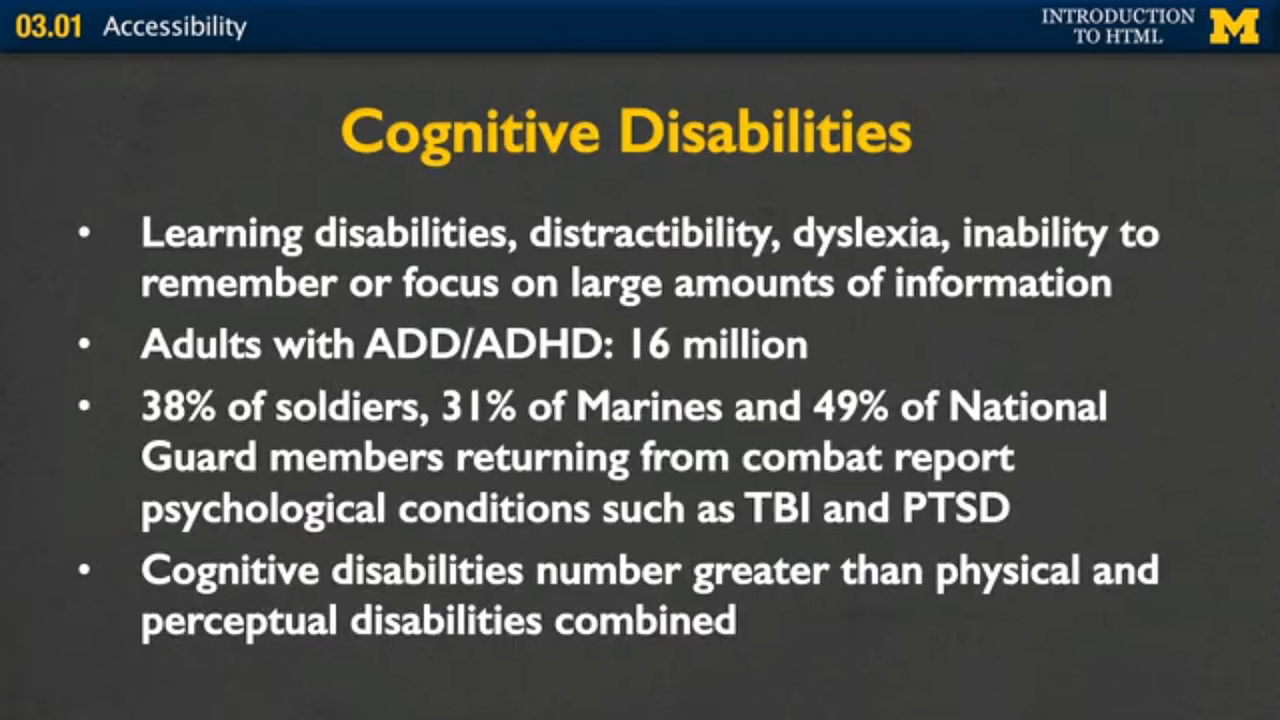 03.01 Accessibility
INTRODUCTION
TO HTML
M
Cognitive Disabilities
• Learning disabilities, distractibility, dyslexia, inability to
remember or focus on large amounts of information
• Adults with ADD/ADHD: 16 million
• 38% of soldiers, 31% of Marines and 49% of National
Guard members returning from combat report
psychological conditions such as TBI and PTSD
• Cognitive disabilities number greater than physical and
perceptual disabilities combined